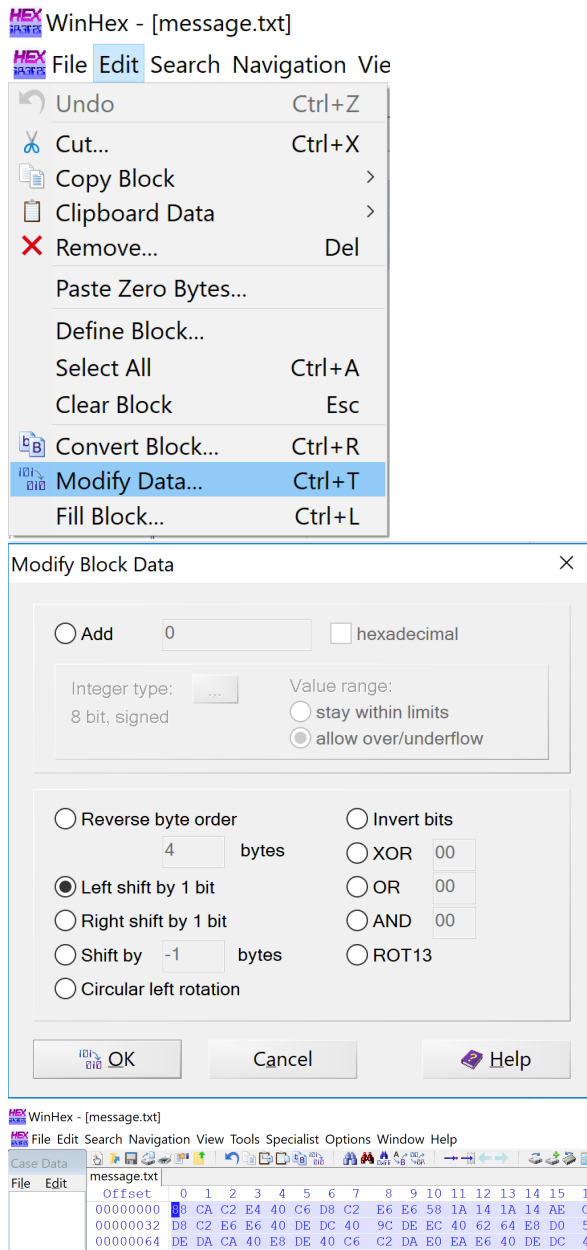 WinHex - [message.txt]
File Edit Search Navigation Vie
Undo Ctrl+Z
Cut... Ctrl+X
Copy Block
Clipboard Data
Remove... Del
Paste Zero Bytes...
Define Block...
Select All Ctrl+A
Clear Block Esc
Convert Block... Ctrl+R
Modify Data... Ctrl+T
Fill Block... Ctrl+L
Modify Block Data
Add 0 hexadecimal
Integer type: ... Value range:
8 bit, signed stay within limits
allow over/underflow
Reverse byte order Invert bits
4 bytes XOR 00
Left shift by 1 bit OR 00
Right shift by 1 bit AND 00
Shift by -1 bytes ROT13
Circular left rotation
OK Cancel Help
WinHex - [message.txt]
File Edit Search Navigation View Tools Specialist Options Window Help
Case Data
File Edit message.txt
Offset 0 1 2 3 4 5 6 7 8 9 10 11 12 13 14 15
00000000 88 CA C2 E4 40 C6 D8 C2 E6 E6 58 1A 14 1A 14 AE
00000032 D8 C2 E6 E6 40 DE DC 40 9C DE EC 40 62 64 E8 D0
00000064 DE DA CA 40 E8 DE 40 C6 C2 DA E0 EA E6 40 DE DC